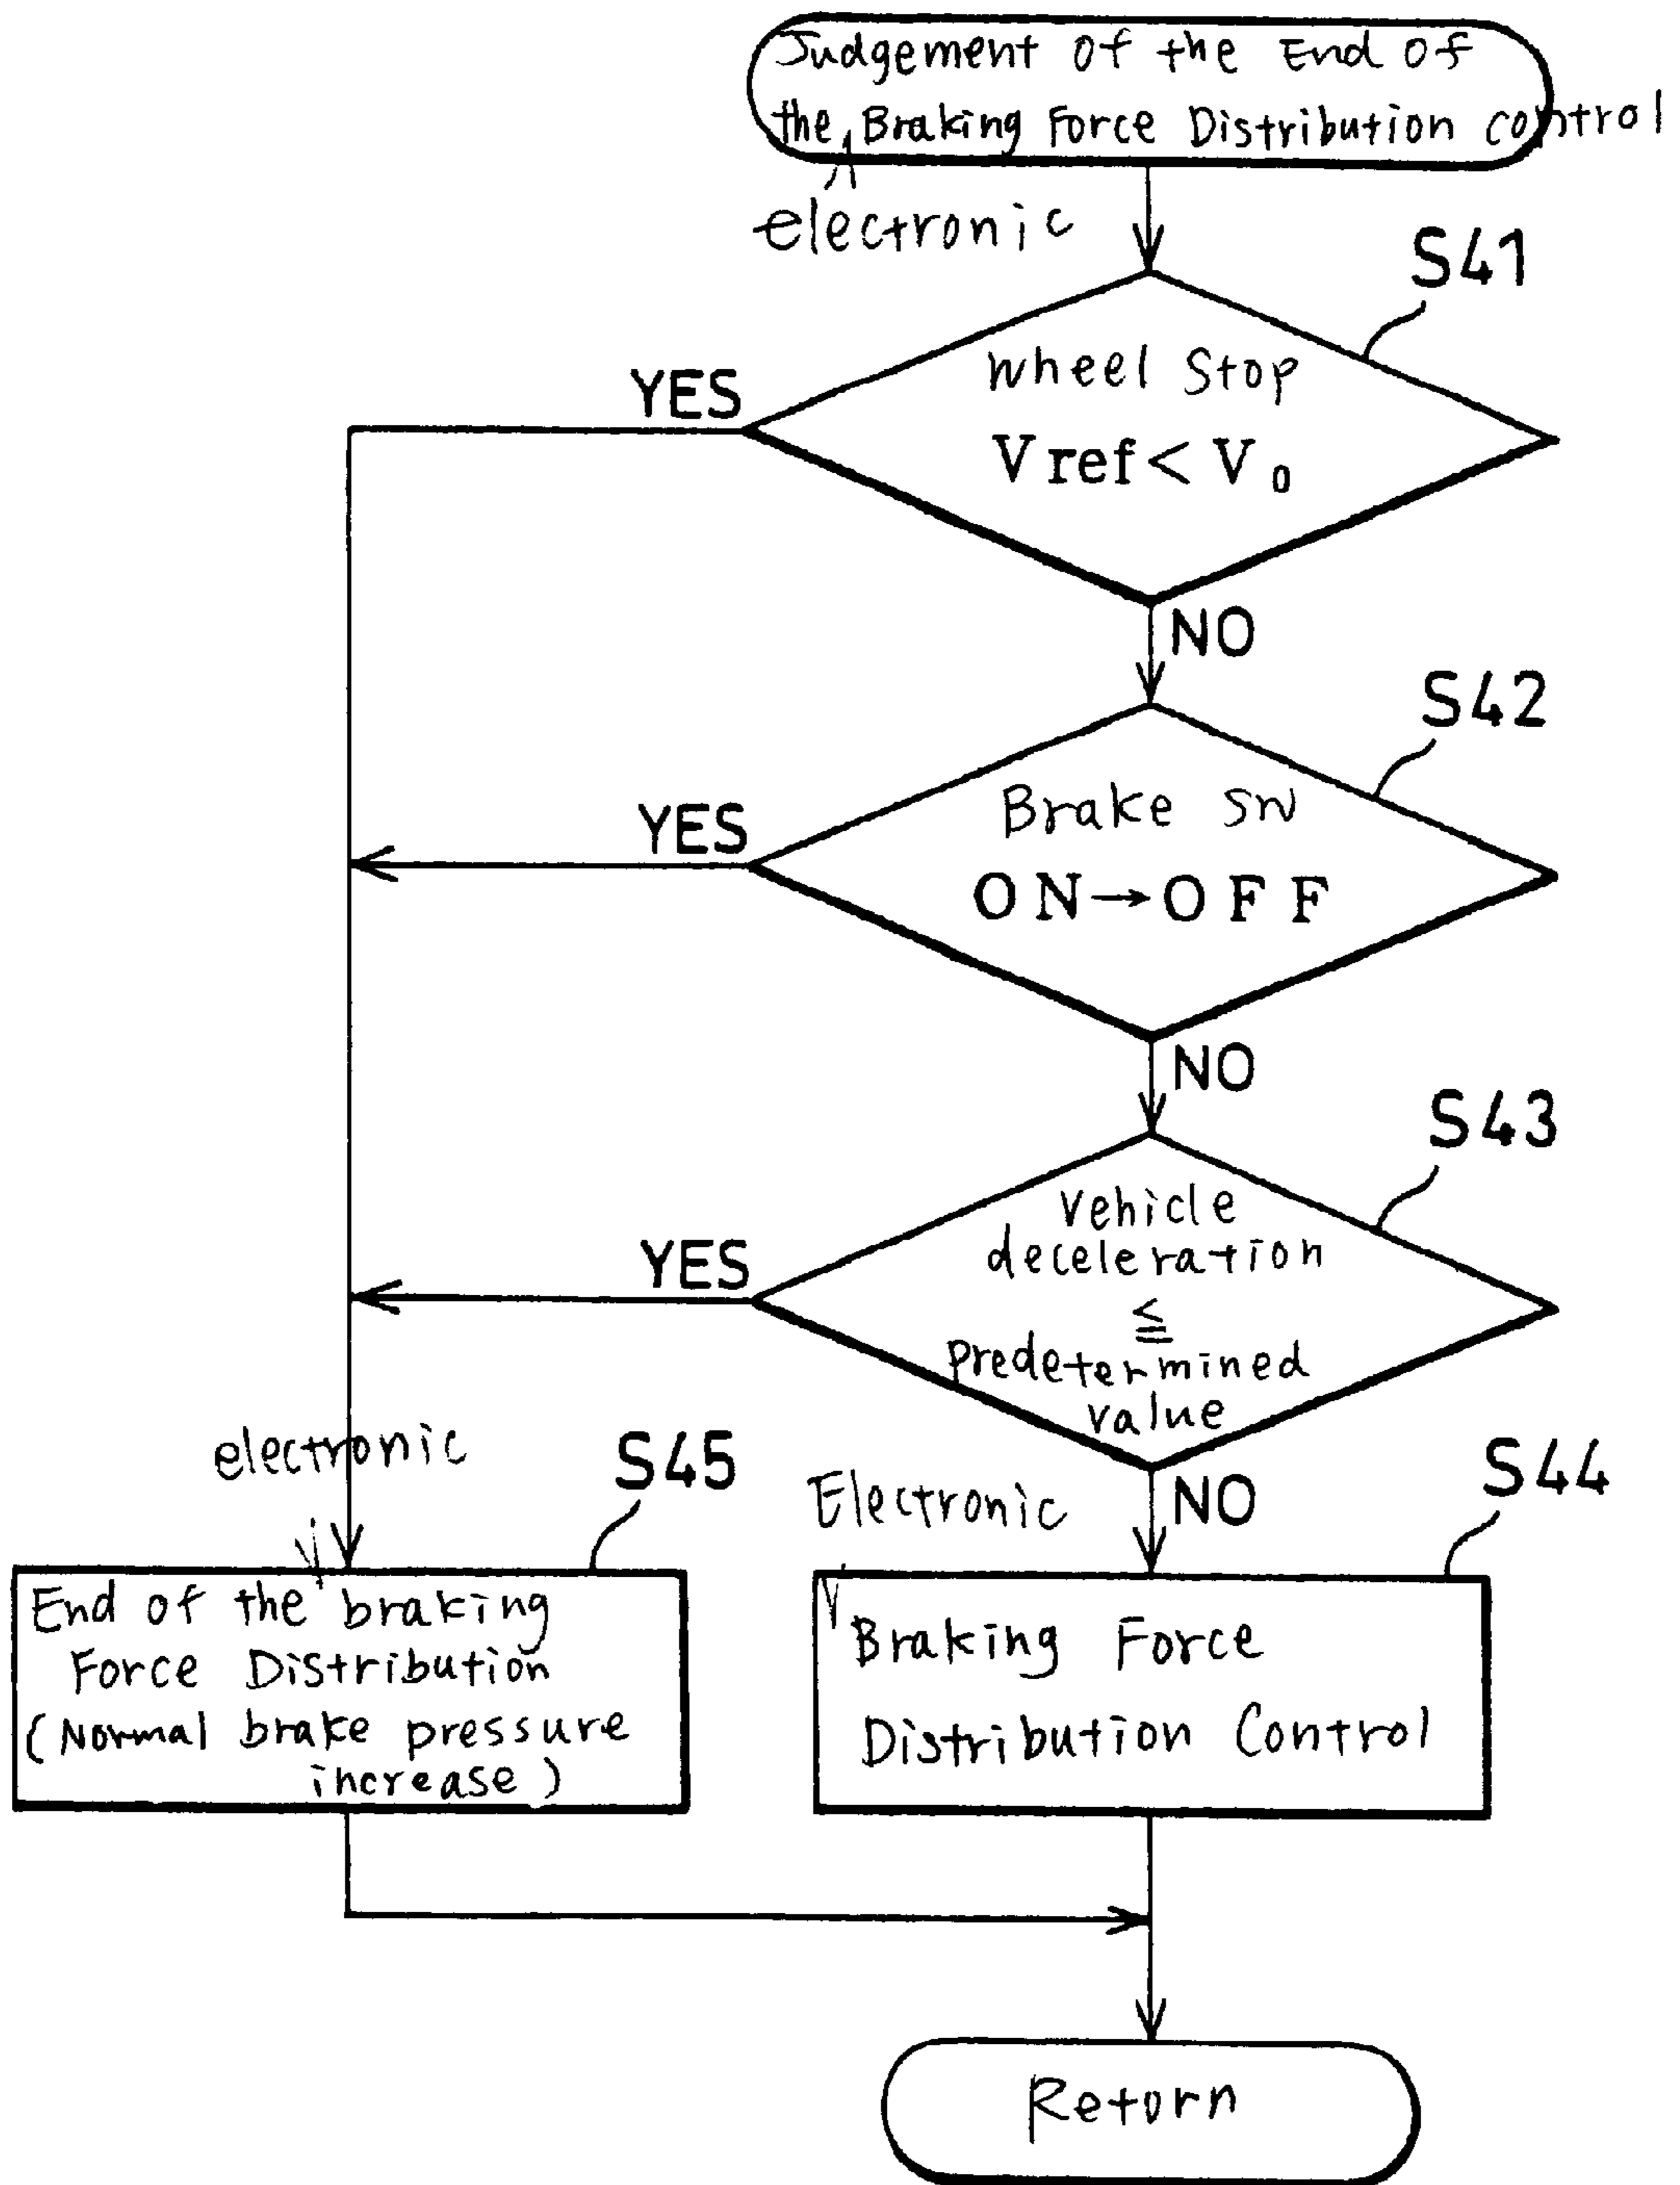 Judgement of the End of
the Braking Force Distribution control
electronic
S41
Wheel Stop
YES
Vref < V₀
NO
S42
Brake SW
YES
ON→OFF
NO
S43
Vehicle
deceleration
YES
≦
predetermined
value
electronic
S45
S44
Electronic
NO
End of the braking
Force Distribution
(Normal brake pressure
increase)
Braking Force
Distribution Control
Retorn